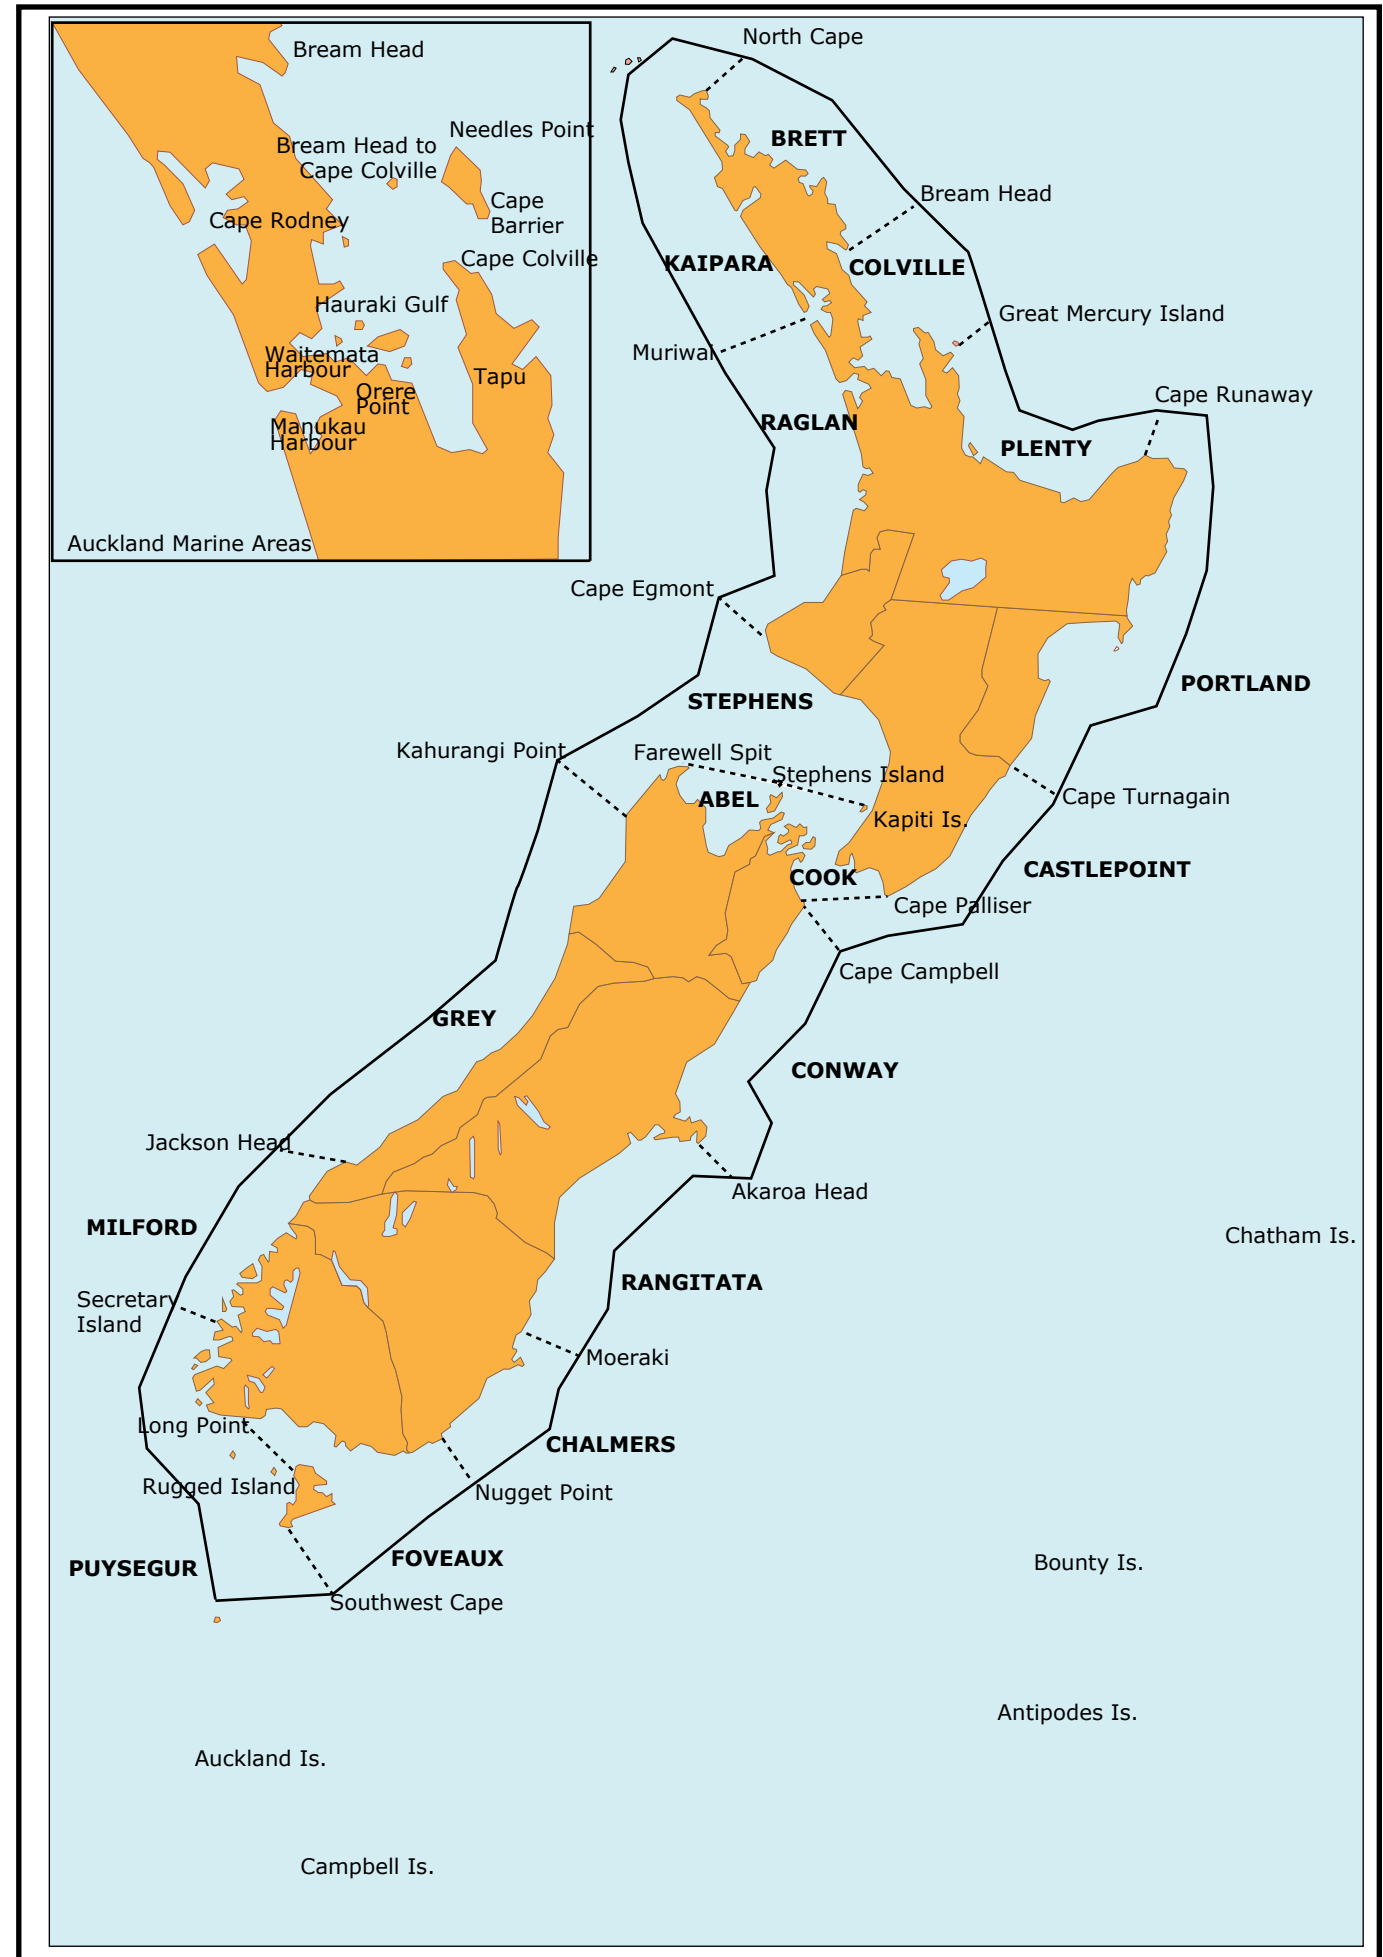 Bream Head
Needles Point
Bream Head to
Cape Colville
Cape
Barrier
Cape Rodney
Cape Colville
Hauraki Gulf
Waitemata
Harbour
Tapu
Orere
Point
Manukau
Harbour
Auckland Marine Areas
North Cape
BRETT
Bream Head
KAIPARA
COLVILLE
Great Mercury Island
Muriwai
Cape Runaway
RAGLAN
PLENTY
Cape Egmont
PORTLAND
STEPHENS
Kahurangi Point
Farewell Spit
Stephens Island
ABEL
Cape Turnagain
Kapiti Is.
CASTLEPOINT
COOK
Cape Palliser
Cape Campbell
GREY
CONWAY
Jackson Head
Akaroa Head
MILFORD
Chatham Is.
RANGITATA
Secretary
Island
Moeraki
Long Point
CHALMERS
Rugged Island
Nugget Point
FOVEAUX
PUYSEGUR
Bounty Is.
Southwest Cape
Antipodes Is.
Auckland Is.
Campbell Is.